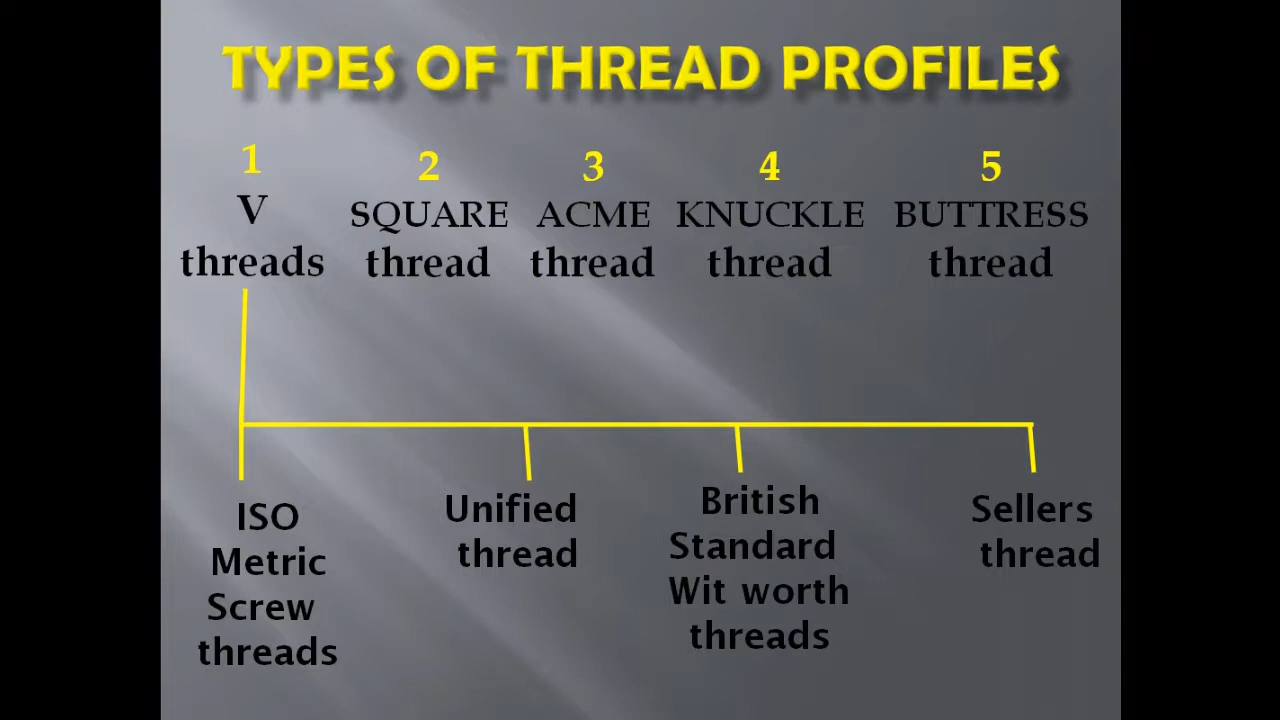 TYPES OF THREAD PROFILES
1
V
threads
2
SQUARE
thread
3
ACME
thread
4
KNUCKLE
thread
5
BUTTRESS
thread
ISO
Metric
Screw
threads
Unified
thread
British
Standard
Wit worth
threads
Sellers
thread